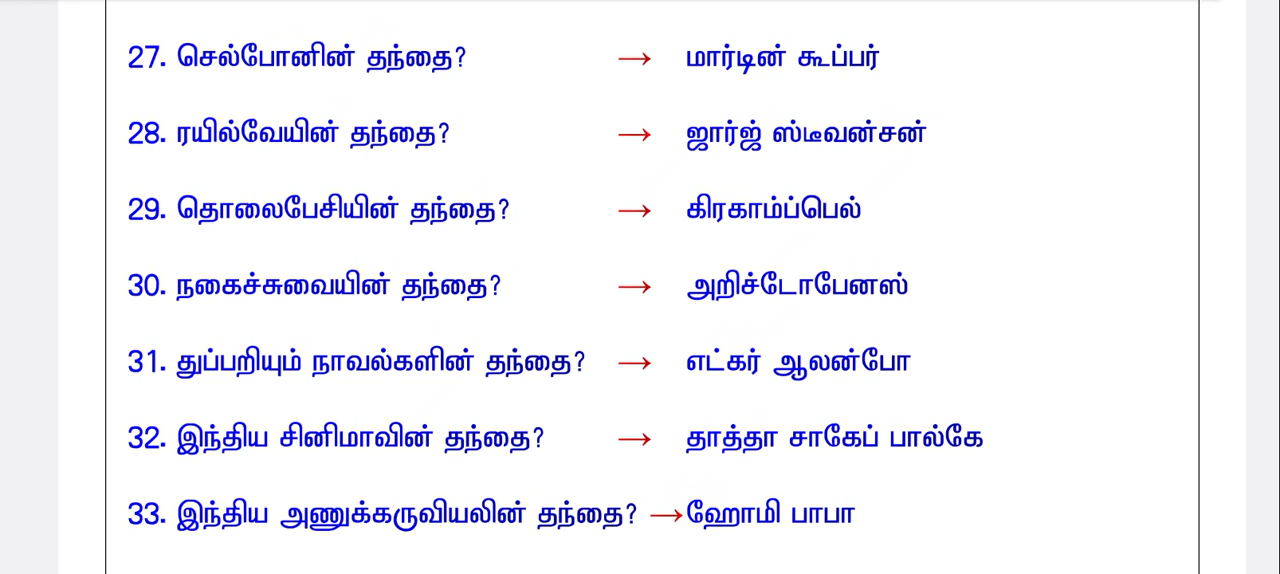 27. செல்போனின் தந்தை? → மார்டின் கூப்பர்
28. ரயில்வேயின் தந்தை? → ஜார்ஜ் ஸ்டீவன்சன்
29. தொலைபேசியின் தந்தை? → கிரகாம்ப்பெல்
30. நகைச்சுவையின் தந்தை? → அறிச்டோபேனஸ்
31. துப்பறியும் நாவல்களின் தந்தை? → எட்கர் ஆலன்போ
32. இந்திய சினிமாவின் தந்தை? → தாத்தா சாகேப் பால்கே
33. இந்திய அணுக்கருவியலின் தந்தை? → ஹோமி பாபா